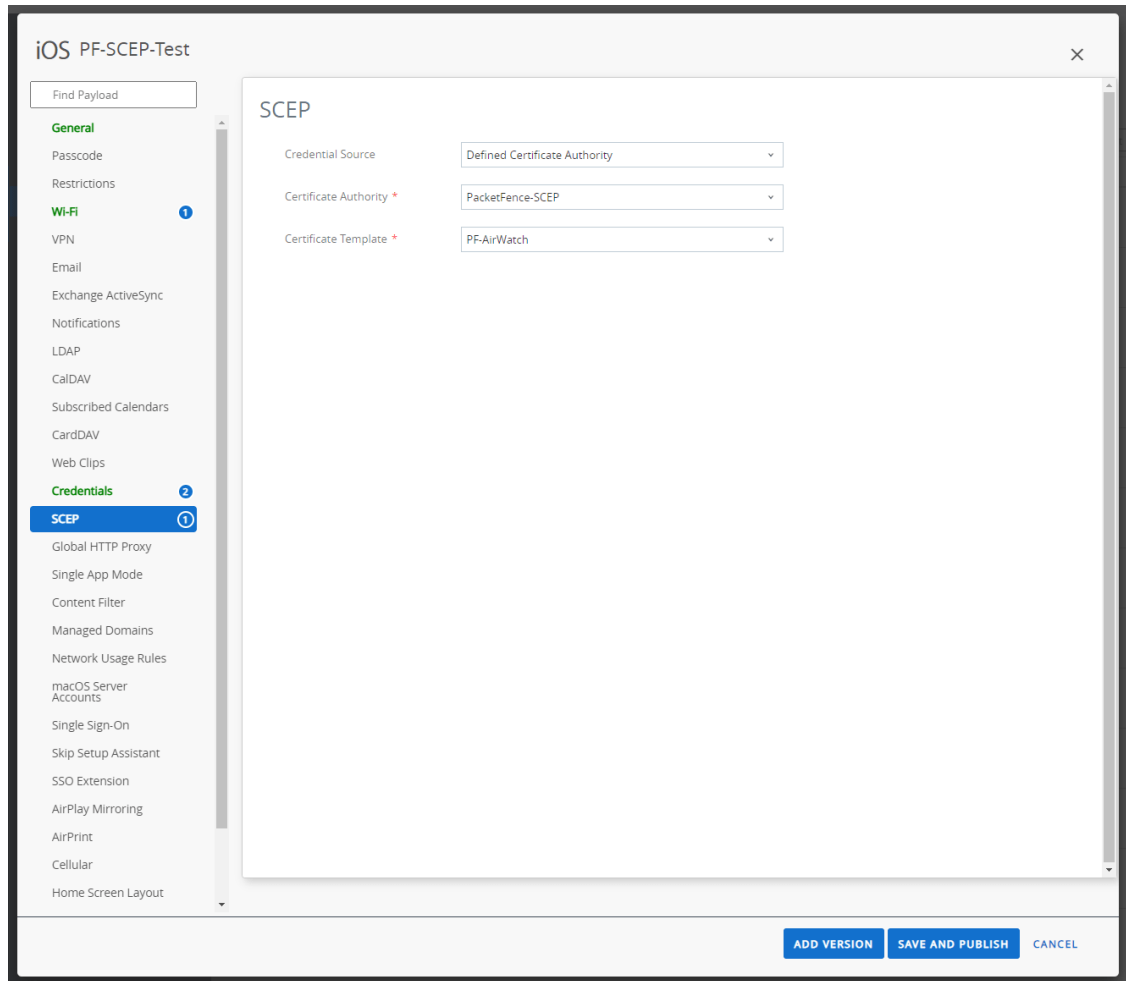 iOS PF-SCEP-Test
Find Payload
General
Passcode
Restrictions
Wi-Fi 1
VPN
Email
Exchange ActiveSync
Notifications
LDAP
CalDAV
Subscribed Calendars
CardDAV
Web Clips
Credentials 2
SCEP 1
Global HTTP Proxy
Single App Mode
Content Filter
Managed Domains
Network Usage Rules
macOS Server
Accounts
Single Sign-On
Skip Setup Assistant
SSO Extension
AirPlay Mirroring
AirPrint
Cellular
Home Screen Layout
SCEP
Credential Source Defined Certificate Authority
Certificate Authority * PacketFence-SCEP
Certificate Template * PF-AirWatch
ADD VERSION SAVE AND PUBLISH CANCEL